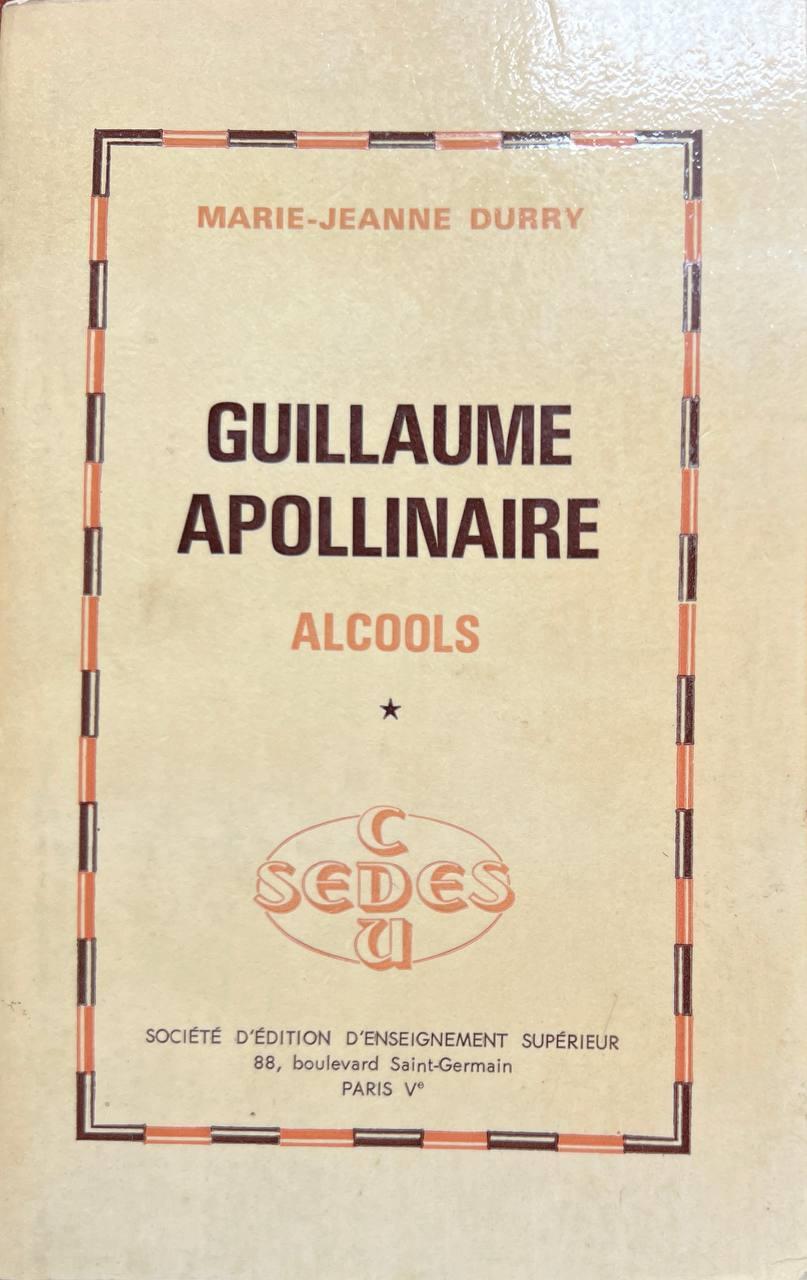 MARIE-JEANNE DURRY
GUILLAUME
APOLLINAIRE
ALCOOLS
★
C
SEDES
U
SOCIÉTÉ D'ÉDITION D'ENSEIGNEMENT SUPÉRIEUR
88, boulevard Saint-Germain
PARIS Vᵉ